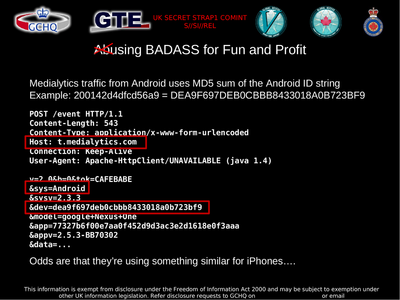 GCHQ
GTE
UK SECRET STRAP1 COMINT
S//SI//REL
Abusing BADASS for Fun and Profit
Medialytics traffic from Android uses MD5 sum of the Android ID string
Example: 200142d4dfcd56a9 = DEA9F697DEB0CBBB8433018A0B723BF9
POST /event HTTP/1.1
Content-Length: 543
Content-Type: application/x-www-form-urlencoded
Host: t.medialytics.com
Connection: Keep-Alive
User-Agent: Apache-HttpClient/UNAVAILABLE (java 1.4)
v=2.0&b=0&tok=CAFEBABE
&sys=Android
&sysv=2.3.3
&dev=dea9f697deb0cbbb8433018a0b723bf9
&model=google+Nexus+One
&app=77327b6f00e7aa0f452d9d3ac3e2d1618e0f3aaa
&appv=2.5.3-BB70302
&data=...
Odds are that they're using something similar for iPhones….
This information is exempt from disclosure under the Freedom of Information Act 2000 and may be subject to exemption under
other UK information legislation. Refer disclosure requests to GCHQ on or email